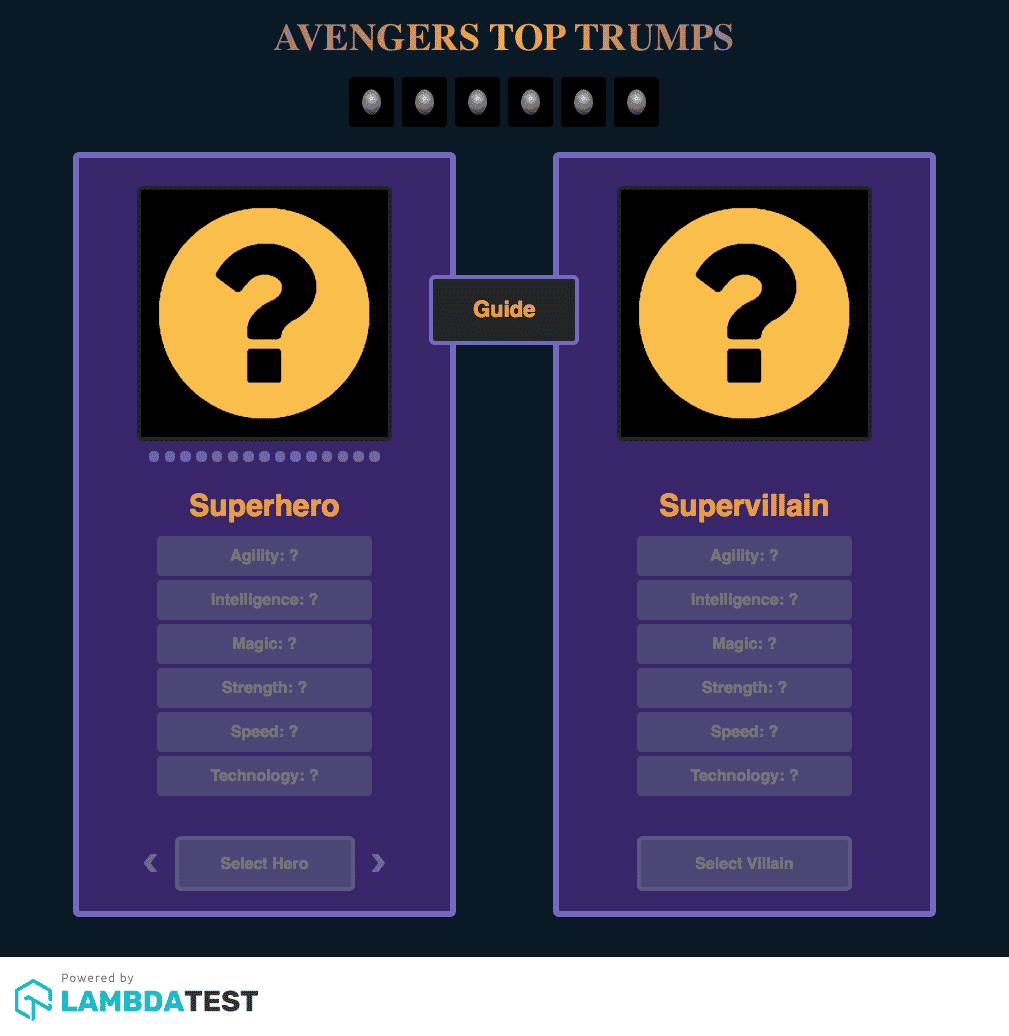 AVENGERS TOP TRUMPS
?
?
Guide
Superhero
Agility: ?
Intelligence: ?
Magic: ?
Strength: ?
Speed: ?
Technology: ?
‹ Select Hero ›
Supervillain
Agility: ?
Intelligence: ?
Magic: ?
Strength: ?
Speed: ?
Technology: ?
Select Villain
Powered by
LAMBDATEST